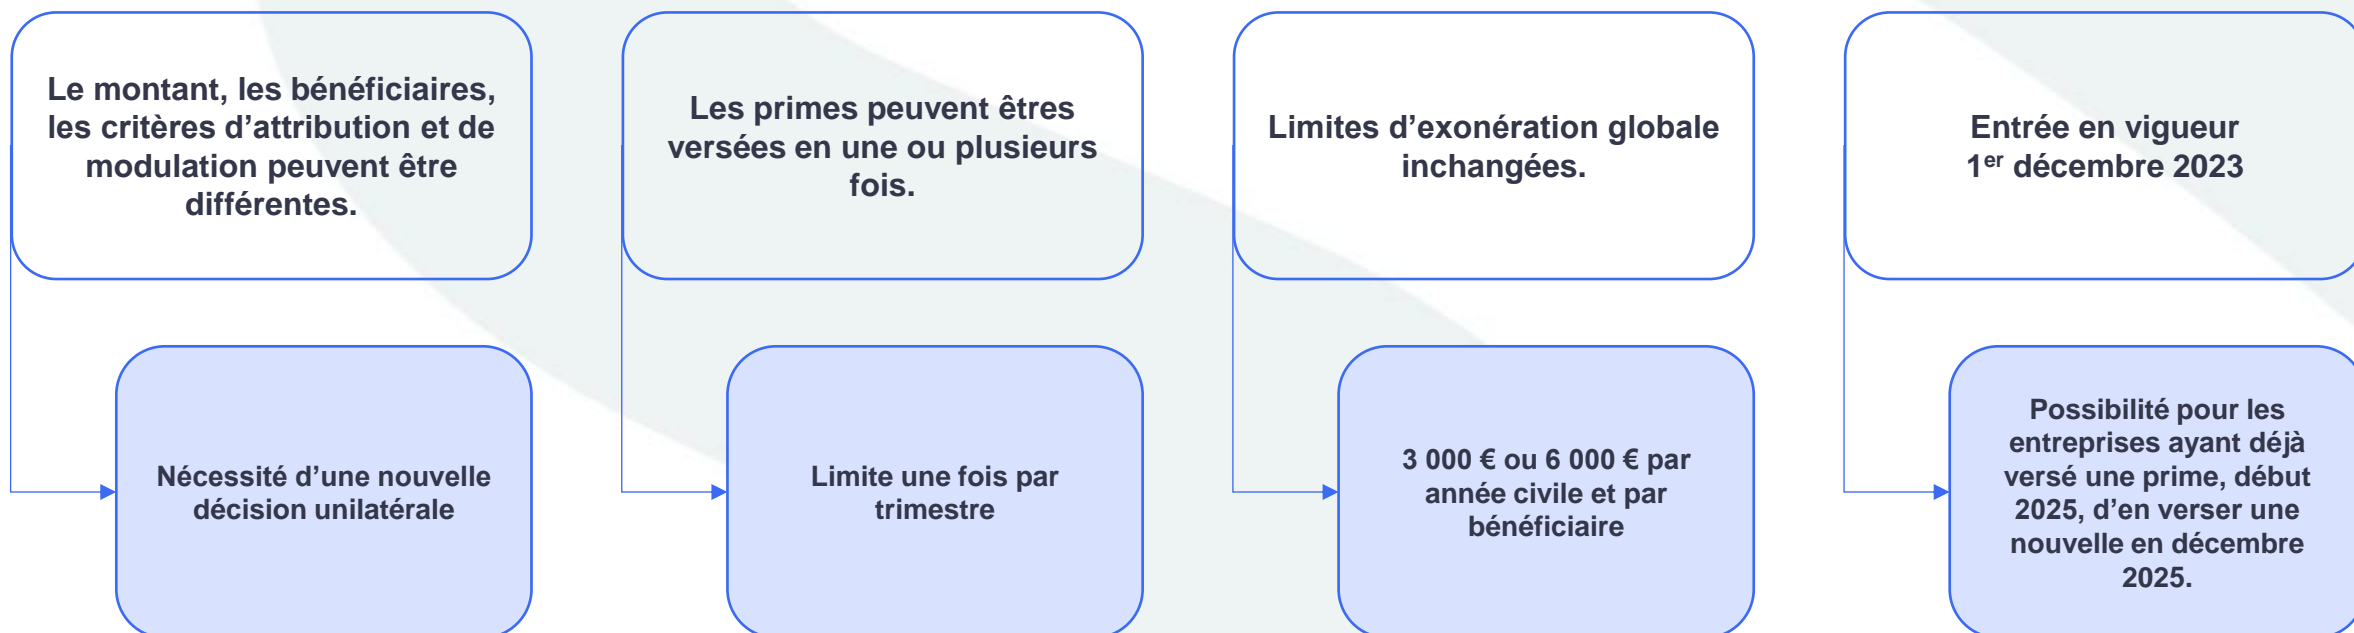 Le montant, les bénéficiaires,
les critères d’attribution et de
modulation peuvent être
différentes.
Nécessité d’une nouvelle
décision unilatérale
Les primes peuvent êtres
versées en une ou plusieurs
fois.
Limite une fois par
trimestre
Limites d’exonération globale
inchangées.
3 000 € ou 6 000 € par
année civile et par
bénéficiaire
Entrée en vigueur
1er décembre 2023
Possibilité pour les
entreprises ayant déjà
versé une prime, début
2025, d’en verser une
nouvelle en décembre
2025.